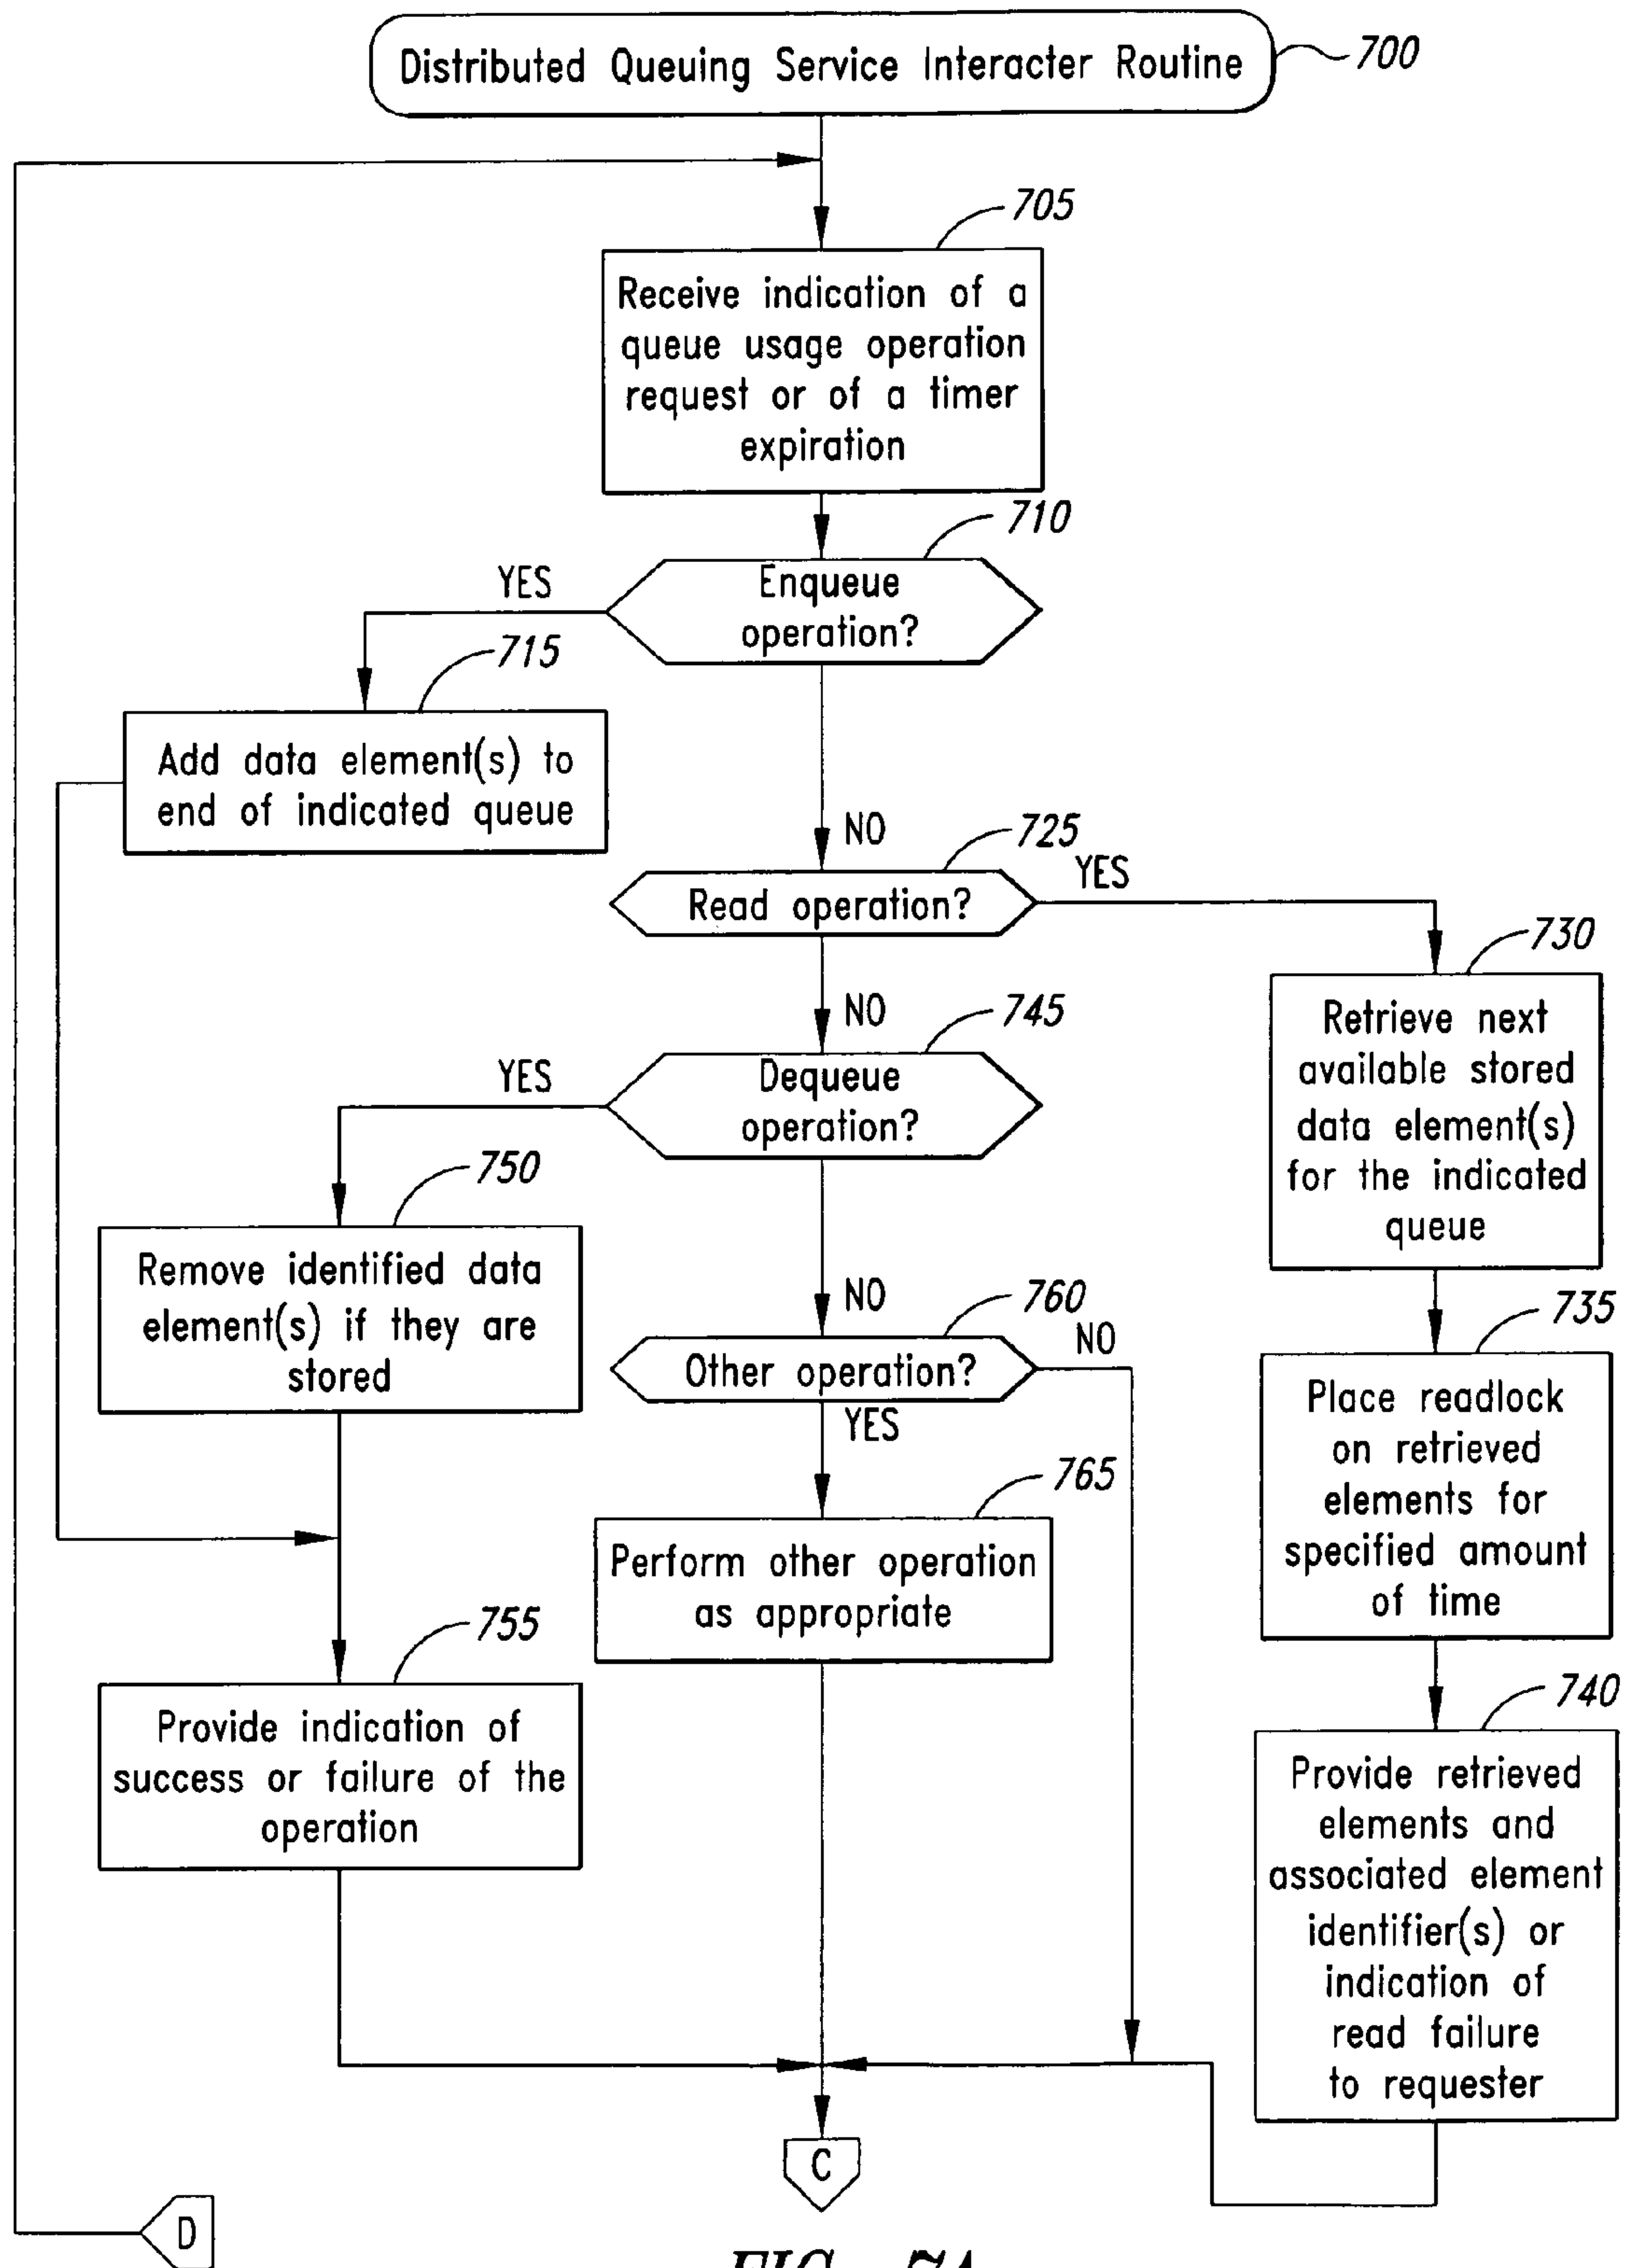 Distributed Queuing Service Interacter Routine
700
705
Receive indication of a
queue usage operation
request or of a timer
expiration
710
YES
Enqueue
operation?
715
Add data element(s) to
end of indicated queue
NO
725
YES
Read operation?
730
Retrieve next
available stored
data element(s)
for the indicated
queue
NO
745
YES
Dequeue
operation?
750
Remove identified data
element(s) if they are
stored
NO
760
NO
Other operation?
YES
735
Place readlock
on retrieved
elements for
specified amount
of time
765
Perform other operation
as appropriate
755
Provide indication of
success or failure of the
operation
740
Provide retrieved
elements and
associated element
identifier(s) or
indication of
read failure
to requester
C
D
FIG. 7A